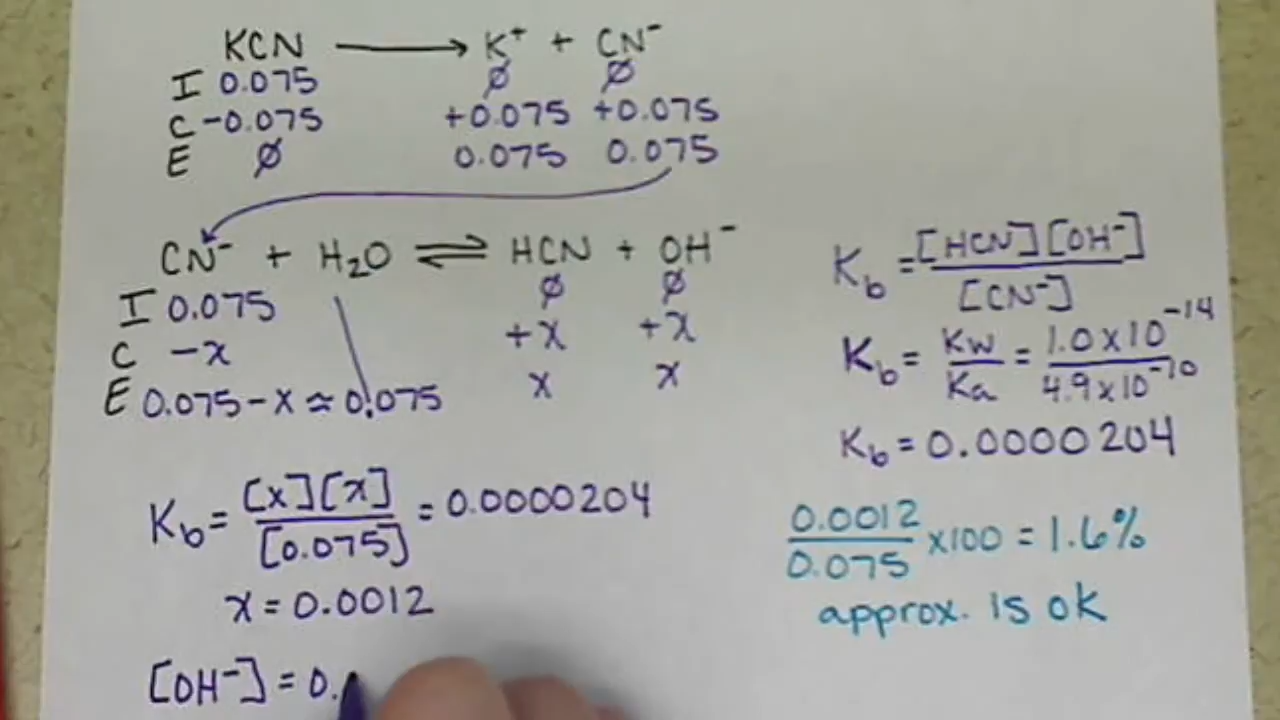 KCN ⟶ K⁺ + CN⁻
I 0.075 ∅ ∅
C -0.075 +0.075 +0.075
E ∅ 0.075 0.075
CN⁻ + H₂O ⇌ HCN + OH⁻
I 0.075 ∅ ∅
C -x +x +x
E 0.075-x≈0.075 x x
Kb = [x][x]/[0.075] = 0.0000204
x = 0.0012
[OH⁻] = 0.
Kb = [HCN][OH⁻]/[CN⁻]
Kb = Kw/Ka = 1.0x10⁻¹⁴/4.9x10⁻¹⁰
Kb = 0.0000204
0.0012/0.075 x100 = 1.6%
approx. is ok